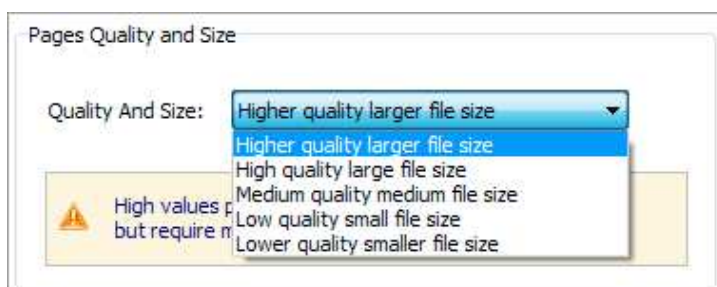 Pages Quality and Size
Quality And Size: Higher quality larger file size
Higher quality larger file size
High quality large file size
Medium quality medium file size
Low quality small file size
Lower quality smaller file size
High values
but require